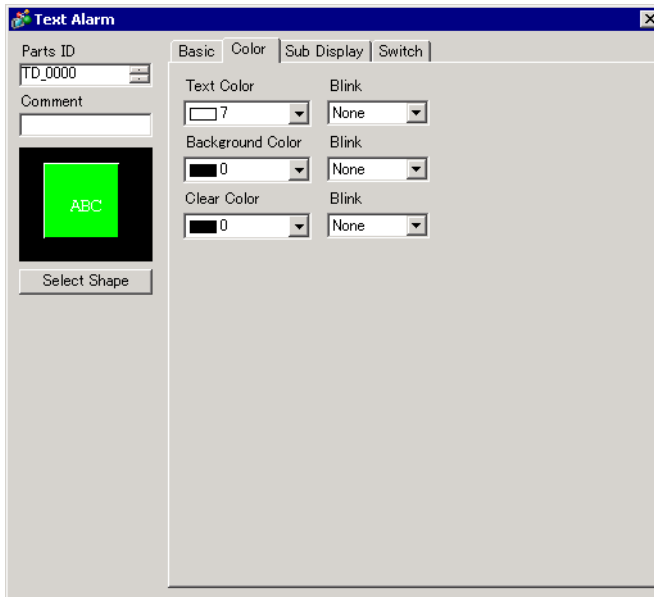 Text Alarm
Parts ID
TD_0000
Comment
ABC
Select Shape
Basic Color Sub Display Switch
Text Color Blink
7 None
Background Color Blink
0 None
Clear Color Blink
0 None